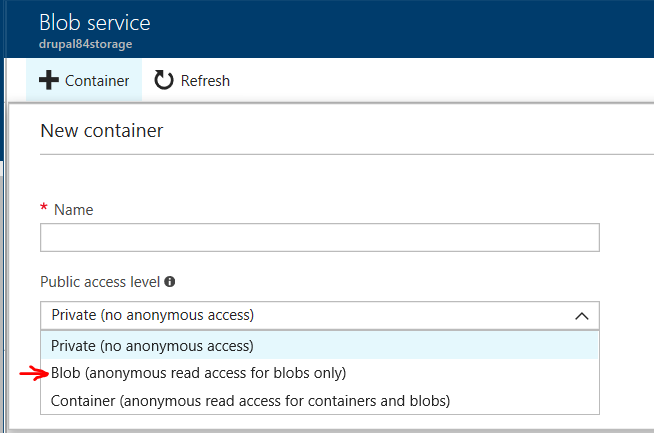 Blob service
drupal84storage
Container Refresh
New container
* Name
Public access level
Private (no anonymous access)
Private (no anonymous access)
Blob (anonymous read access for blobs only)
Container (anonymous read access for containers and blobs)